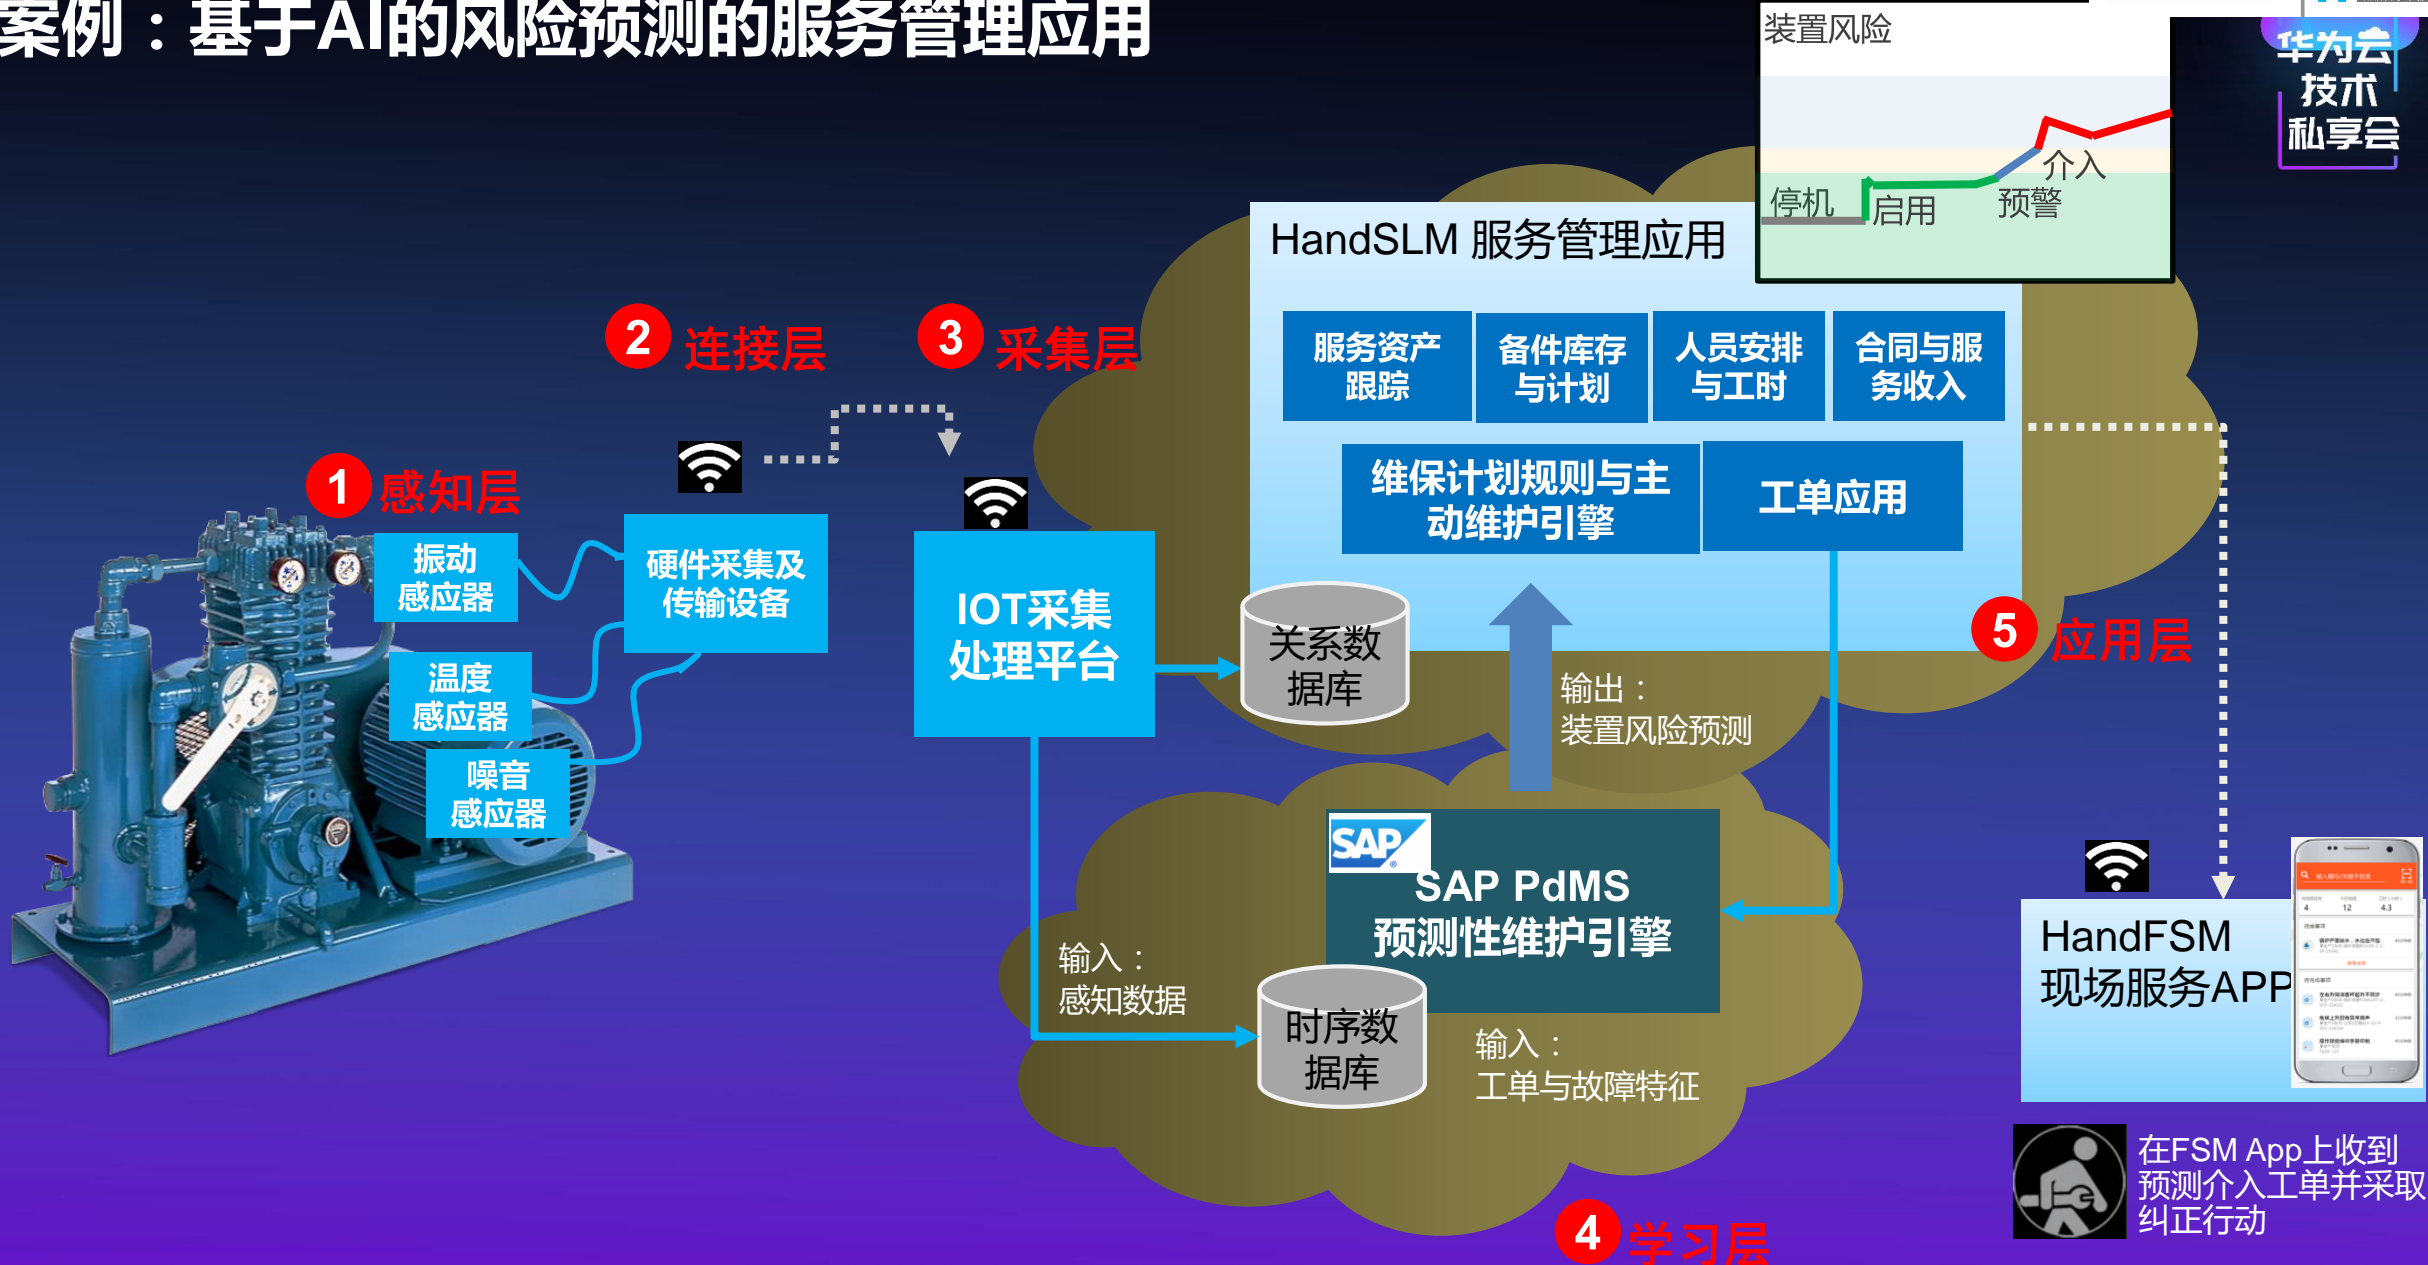 案例：基于AI的风险预测的服务管理应用
装置风险
停机
启用
预警
介入
华为云
技术
私享会
HandSLM 服务管理应用
服务资产
跟踪
备件库存
与计划
人员安排
与工时
合同与服
务收入
维保计划规则与主
动维护引擎
工单应用
1 感知层
2 连接层
3 采集层
振动
感应器
温度
感应器
噪音
感应器
硬件采集及
传输设备
IOT采集
处理平台
关系数
据库
5 应用层
输出：
装置风险预测
SAP
SAP PdMS
预测性维护引擎
输入：
感知数据
时序数
据库
输入：
工单与故障特征
4 学习层
HandFSM
现场服务APP
4
12
4.3
在FSM App上收到
预测介入工单并采取
纠正行动